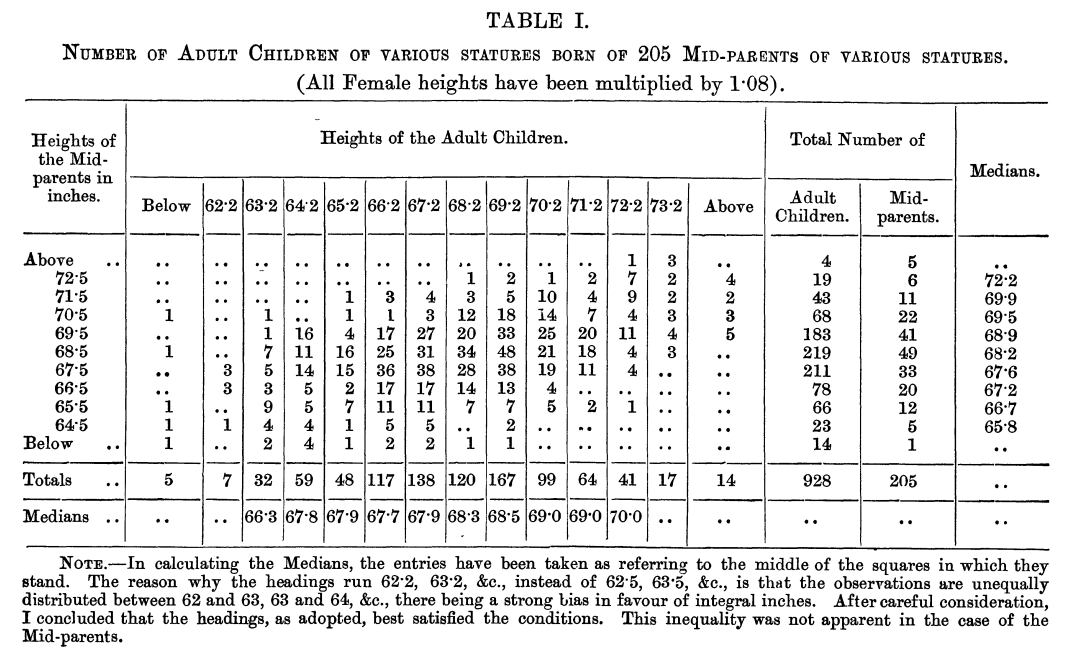 TABLE I.
NUMBER OF ADULT CHILDREN OF VARIOUS STATURES BORN OF 205 MID-PARENTS OF VARIOUS STATURES.
(All Female heights have been multiplied by 1·08).
Heights of the Mid-parents in inches. Heights of the Adult Children. Total Number of Medians.
Below 62·2 63·2 64·2 65·2 66·2 67·2 68·2 69·2 70·2 71·2 72·2 73·2 Above Adult Children. Mid-parents.
Above .. .. .. .. .. .. .. .. .. .. .. .. 1 3 .. 4 5 ..
72·5 .. .. .. .. .. .. .. 1 2 1 2 7 2 4 19 6 72·2
71·5 .. .. .. .. 1 3 4 3 5 10 4 9 2 2 43 11 69·9
70·5 1 .. 1 .. 1 1 3 12 18 14 7 4 3 3 68 22 69·5
69·5 .. .. 1 16 4 17 27 20 33 25 20 11 4 5 183 41 68·9
68·5 1 .. 7 11 16 25 31 34 48 21 18 4 3 .. 219 49 68·2
67·5 .. 3 5 14 15 36 38 28 38 19 11 4 .. .. 211 33 67·6
66·5 .. 3 3 5 2 17 17 14 13 4 .. .. .. .. 78 20 67·2
65·5 1 .. 9 5 7 11 11 7 7 5 2 1 .. .. 66 12 66·7
64·5 1 1 4 4 1 5 5 .. 2 .. .. .. .. .. 23 5 65·8
Below .. 1 .. 2 4 1 2 2 1 1 .. .. .. .. .. 14 1 ..
Totals .. 5 7 32 59 48 117 138 120 167 99 64 41 17 14 928 205 ..
Medians .. .. .. 66·3 67·8 67·9 67·7 67·9 68·3 68·5 69·0 69·0 70·0 .. .. .. .. ..
NOTE.—In calculating the Medians, the entries have been taken as referring to the middle of the squares in which they
stand. The reason why the headings run 62·2, 63·2, &c., instead of 62·5, 63·5, &c., is that the observations are unequally
distributed between 62 and 63, 63 and 64, &c., there being a strong bias in favour of integral inches. After careful consideration,
I concluded that the headings, as adopted, best satisfied the conditions. This inequality was not apparent in the case of the
Mid-parents.